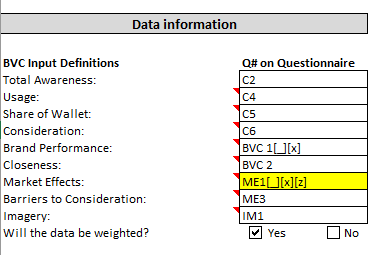 Data information
BVC Input Definitions Q# on Questionnaire
Total Awareness: C2
Usage: C4
Share of Wallet: C5
Consideration: C6
Brand Performance: BVC 1[_][x]
Closeness: BVC 2
Market Effects: ME1[_][x][z]
Barriers to Consideration: ME3
Imagery: IM1
Will the data be weighted? Yes No